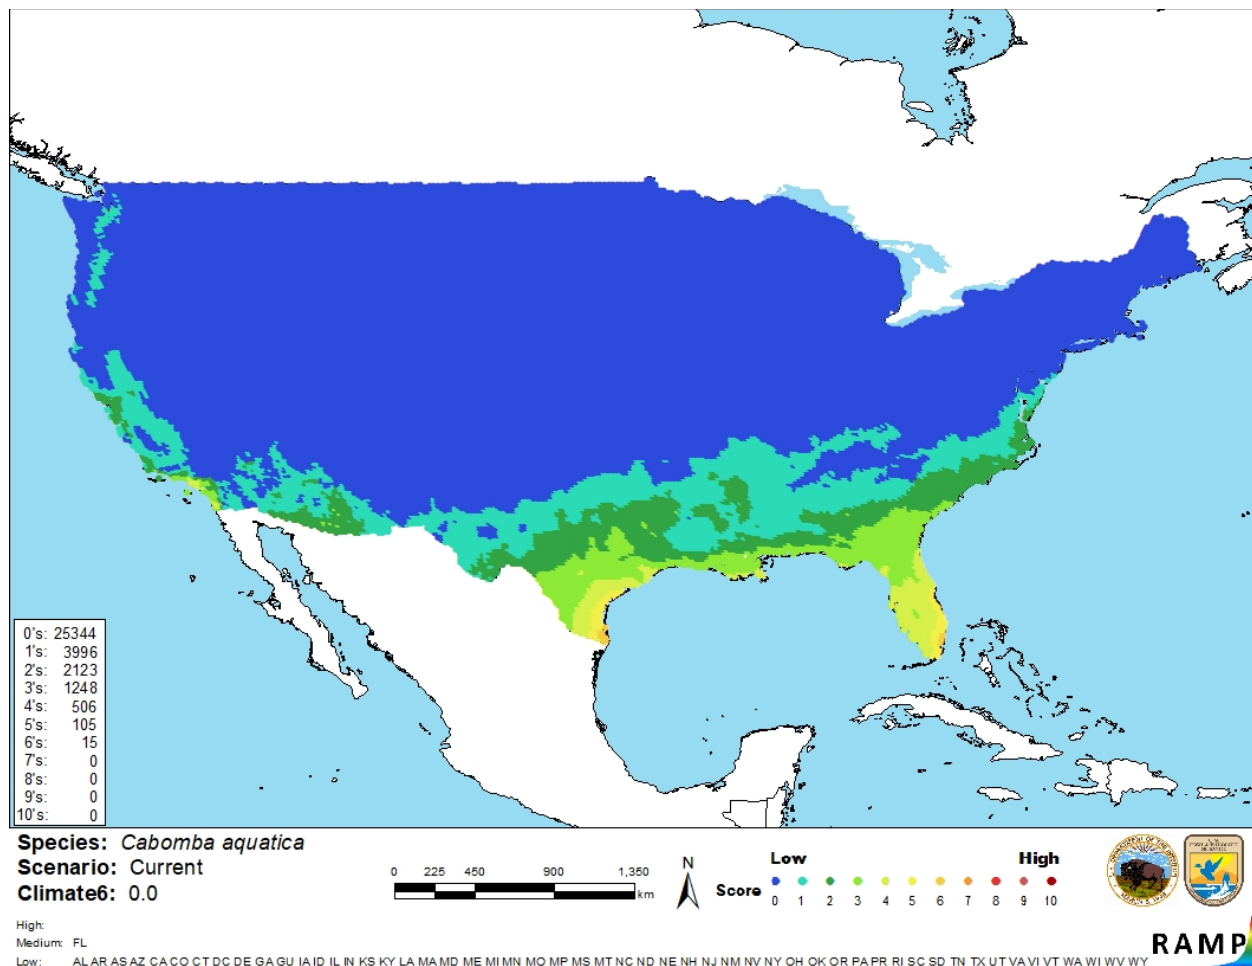 0's: 25344
1's: 3996
2's: 2123
3's: 1248
4's: 506
5's: 105
6's: 15
7's: 0
8's: 0
9's: 0
10's: 0
Species: Cabomba aquatica
Scenario: Current
Climate6: 0.0
0 225 450 900 1,350
km
N
Low High
Score
0 1 2 3 4 5 6 7 8 9 10
High:
Medium: FL
Low: AL AR AS AZ CA CO CT DC DE GA GU IA ID IL IN KS KY LA MA MD ME MI MN MO MP MS MT NC ND NE NH NJ NM NV NY OH OK OR PA PR RI SC SD TN TX UT VA VI VT WA WI WV WY
RAMP